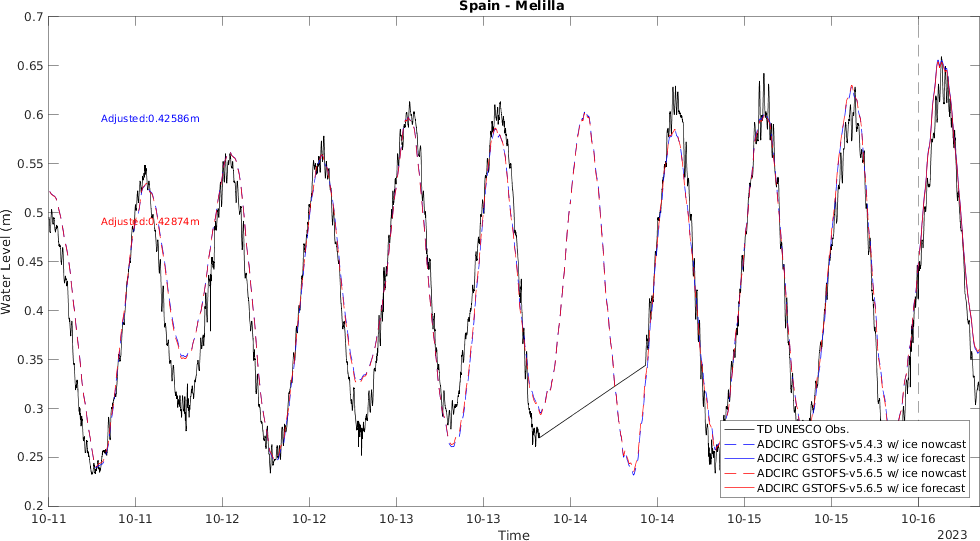 Spain - Melilla
0.7
0.65
0.6
0.55
0.5
0.45
0.4
0.35
0.3
0.25
0.2
Water Level (m)
Adjusted:0.42586m
Adjusted:0.42874m
TD UNESCO Obs.
ADCIRC GSTOFS-v5.4.3 w/ ice nowcast
ADCIRC GSTOFS-v5.4.3 w/ ice forecast
ADCIRC GSTOFS-v5.6.5 w/ ice nowcast
ADCIRC GSTOFS-v5.6.5 w/ ice forecast
10-11 10-11 10-12 10-12 10-13 10-13 10-14 10-14 10-15 10-15 10-16
Time
2023